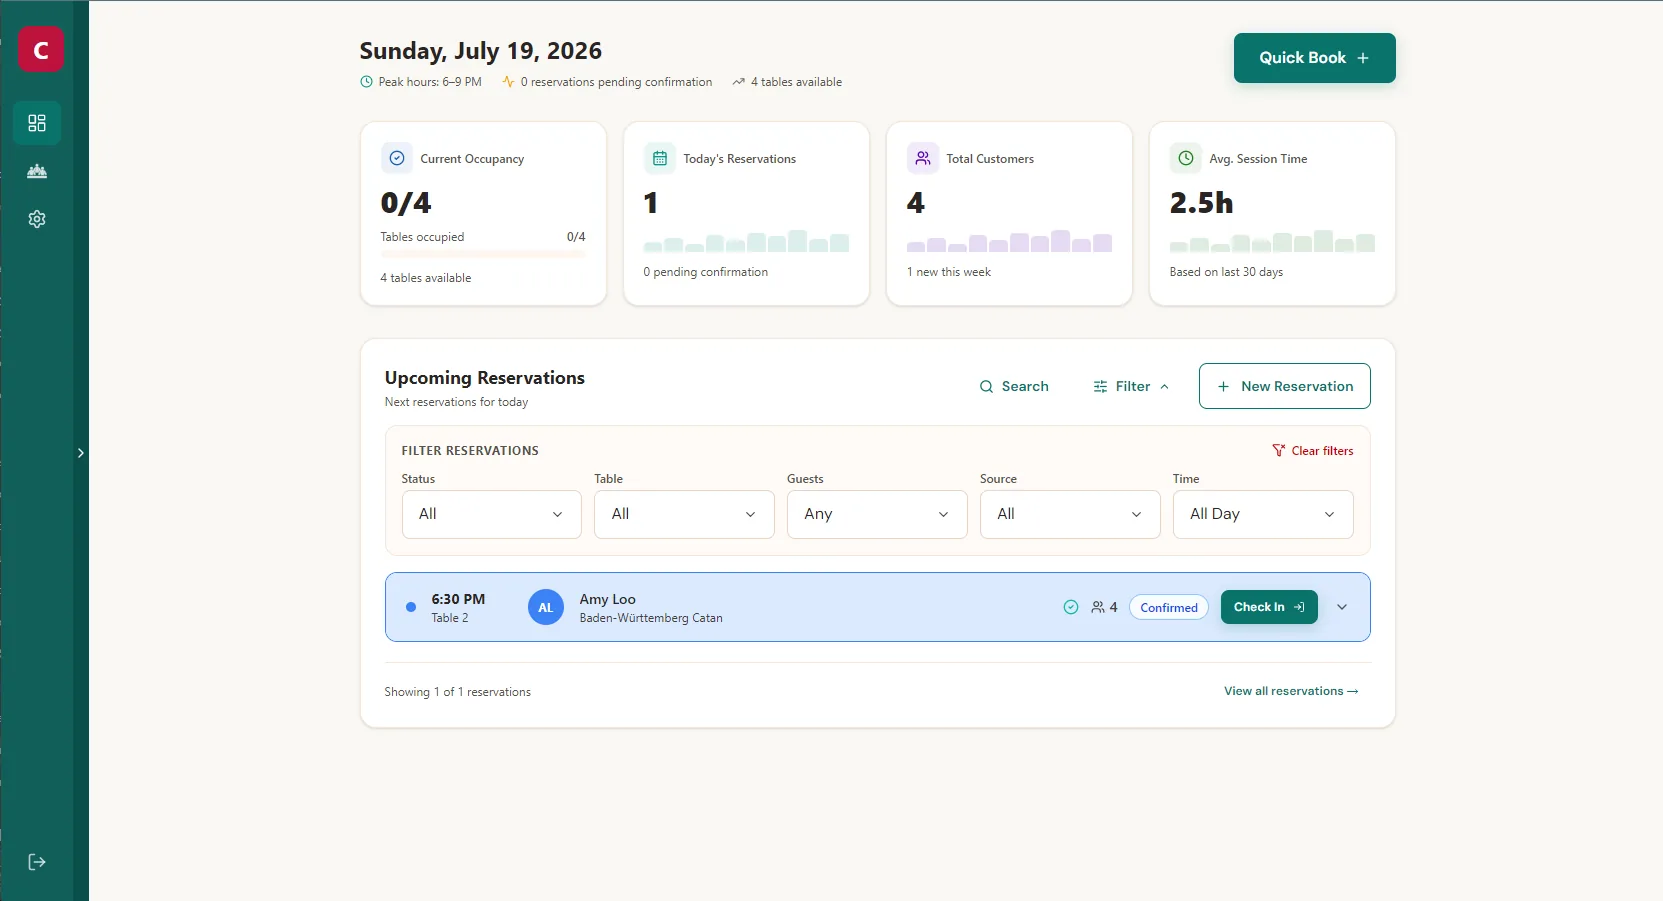 C
Sunday, July 19, 2026
Peak hours: 6–9 PM 0 reservations pending confirmation 4 tables available
Quick Book +
Current Occupancy
0/4
Tables occupied 0/4
4 tables available
Today's Reservations
1
0 pending confirmation
Total Customers
4
1 new this week
Avg. Session Time
2.5h
Based on last 30 days
Upcoming Reservations
Next reservations for today
Search
Filter
+ New Reservation
FILTER RESERVATIONS
Clear filters
Status
All
Table
All
Guests
Any
Source
All
Time
All Day
6:30 PM
Table 2
AL
Amy Loo
Baden-Württemberg Catan
4
Confirmed
Check In
Showing 1 of 1 reservations
View all reservations →